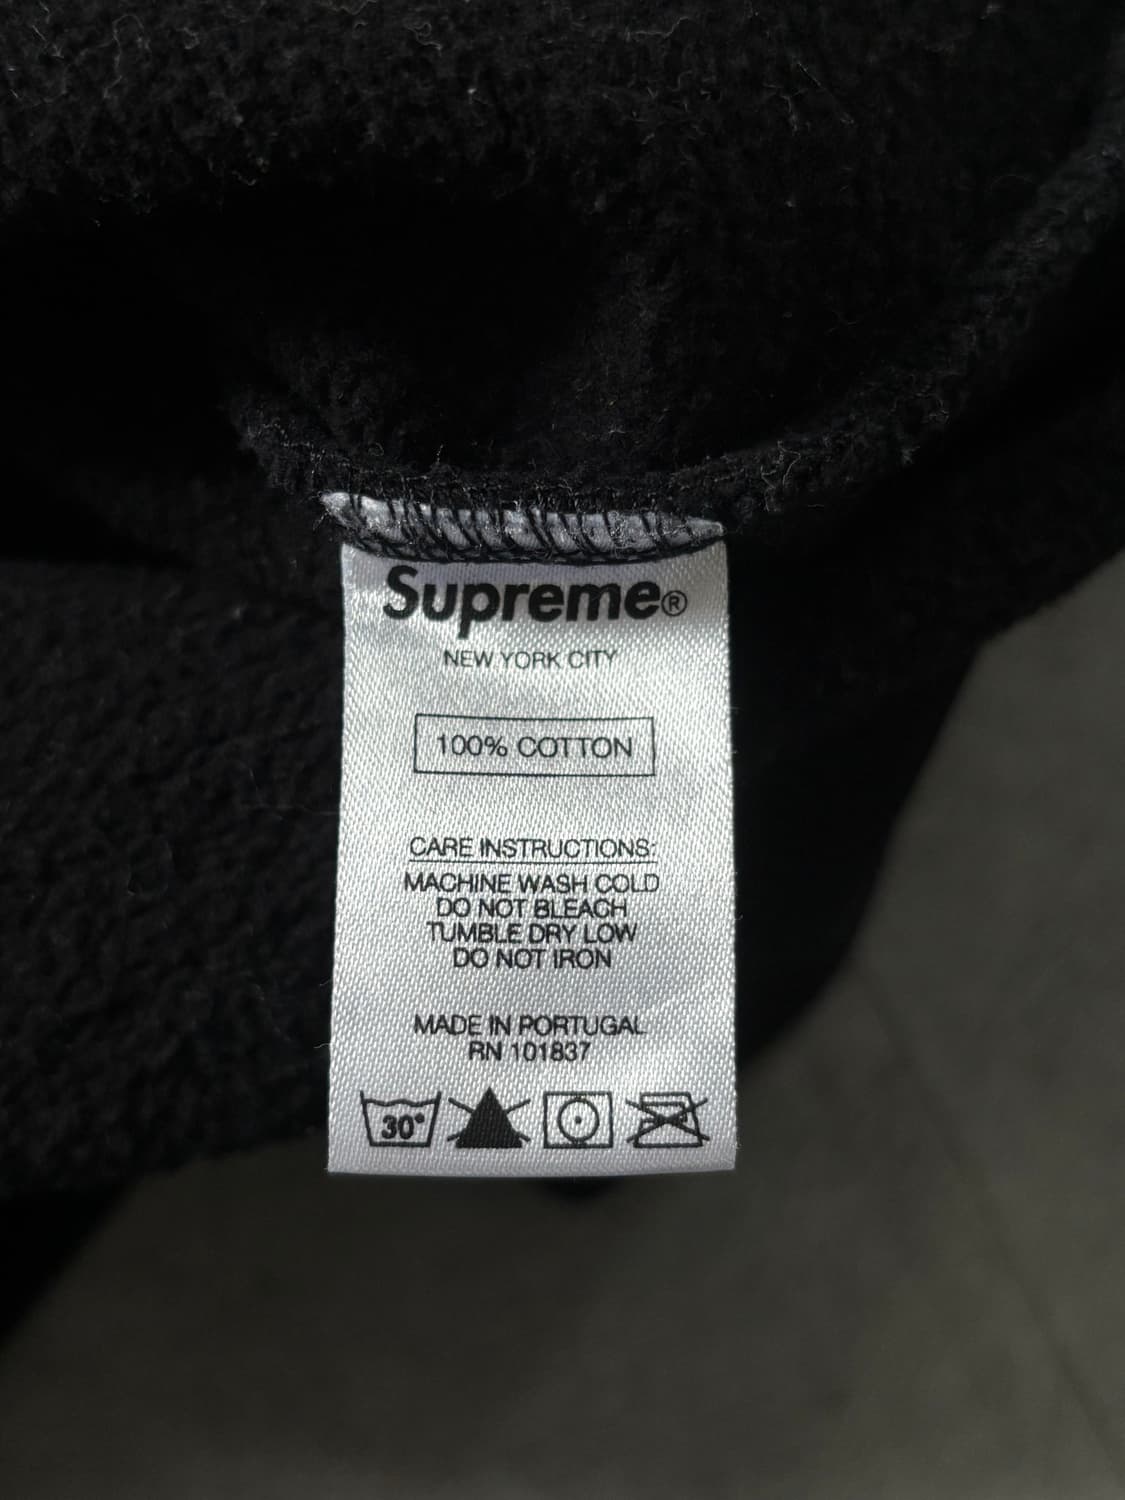 Supreme®
NEW YORK CITY
100% COTTON
CARE INSTRUCTIONS:
MACHINE WASH COLD
DO NOT BLEACH
TUMBLE DRY LOW
DO NOT IRON
MADE IN PORTUGAL
RN 101837
30°